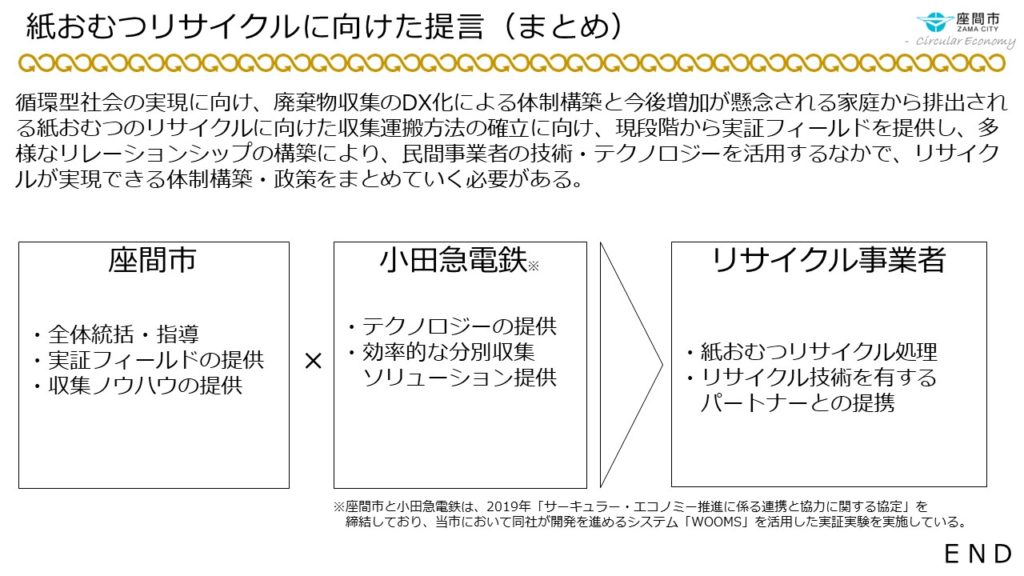 紙おむつリサイクルに向けた提言（まとめ）
座間市
ZAMA CITY
- Circular Economy
循環型社会の実現に向け、廃棄物収集のDX化による体制構築と今後増加が懸念される家庭から排出され
る紙おむつのリサイクルに向けた収集運搬方法の確立に向け、現段階から実証フィールドを提供し、多
様なリレーションシップの構築により、民間事業者の技術・テクノロジーを活用するなかで、リサイク
ルが実現できる体制構築・政策をまとめていく必要がある。
座間市
・全体統括・指導
・実証フィールドの提供
・収集ノウハウの提供
×
小田急電鉄※
・テクノロジーの提供
・効率的な分別収集
ソリューション提供
リサイクル事業者
・紙おむつリサイクル処理
・リサイクル技術を有する
パートナーとの提携
※座間市と小田急電鉄は、2019年「サーキュラー・エコノミー推進に係る連携と協力に関する協定」を
締結しており、当市において同社が開発を進めるシステム「WOOMS」を活用した実証実験を実施している。
ＥＮＤ